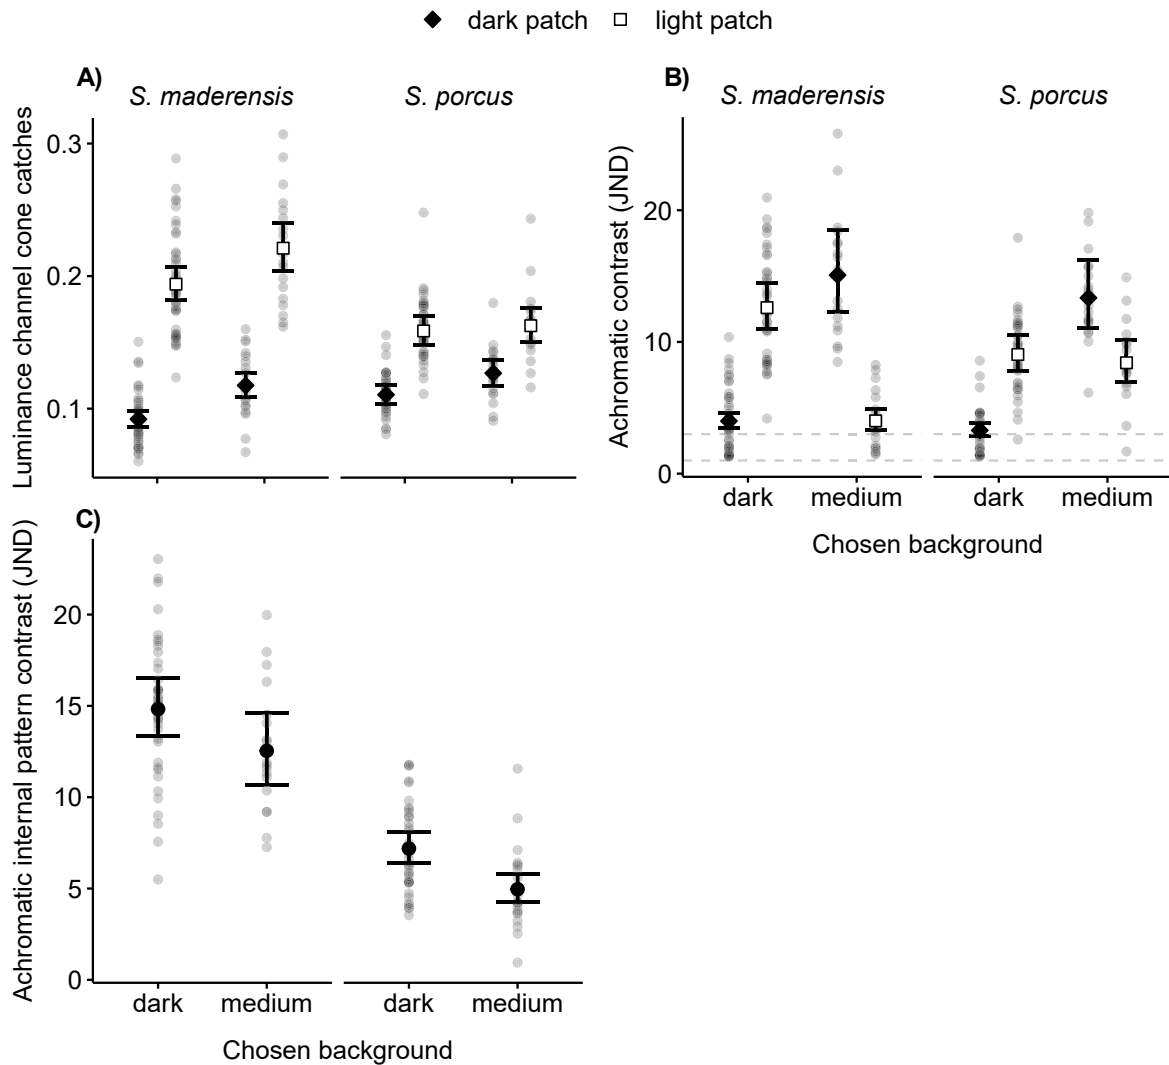 dark patch light patch
A)
S. maderensis S. porcus
Luminance channel cone catches
0.3
0.2
0.1
B)
S. maderensis S. porcus
Achromatic contrast (JND)
20
10
0
dark medium dark medium
Chosen background
C)
Achromatic internal pattern contrast (JND)
20
15
10
5
0
dark medium dark medium
Chosen background